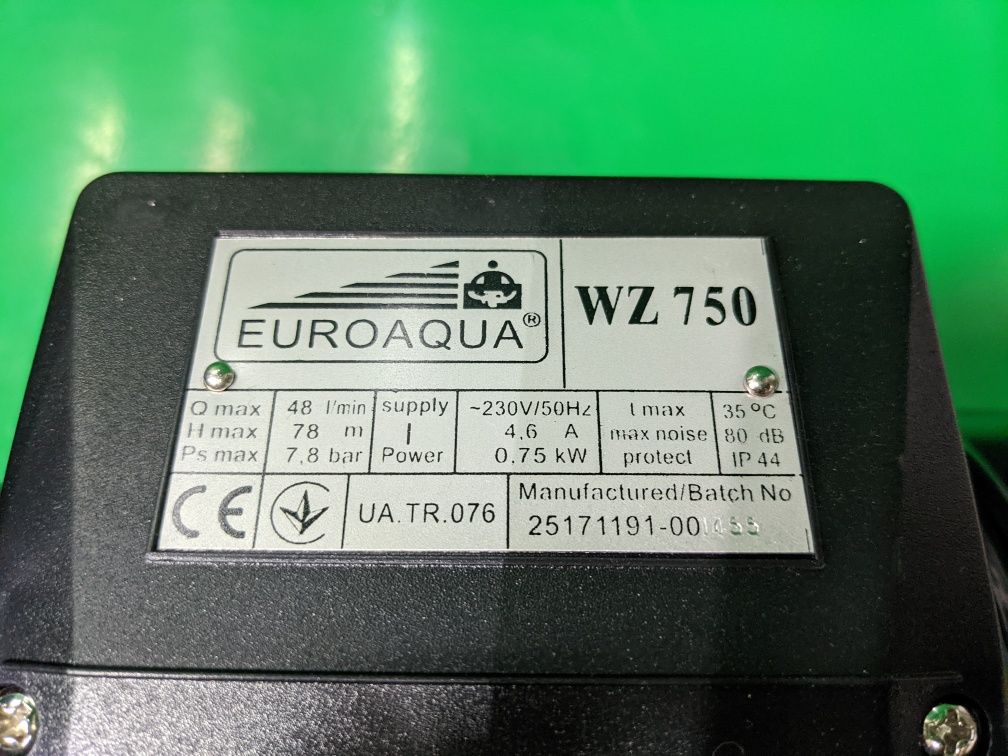 EUROAQUA®
WZ 750
Q max 48 l/min supply ~230V/50Hz t max 35 °C
H max 78 m I 4,6 A max noise 80 dB
Ps max 7,8 bar Power 0,75 kW protect IP 44
CE UA.TR.076 Manufactured/Batch No
25171191-001455